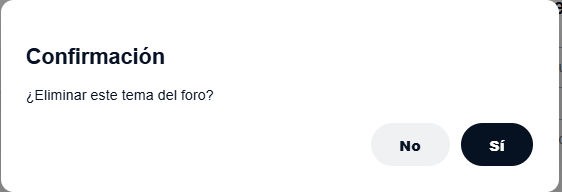 Confirmación
¿Eliminar este tema del foro?
No
Sí